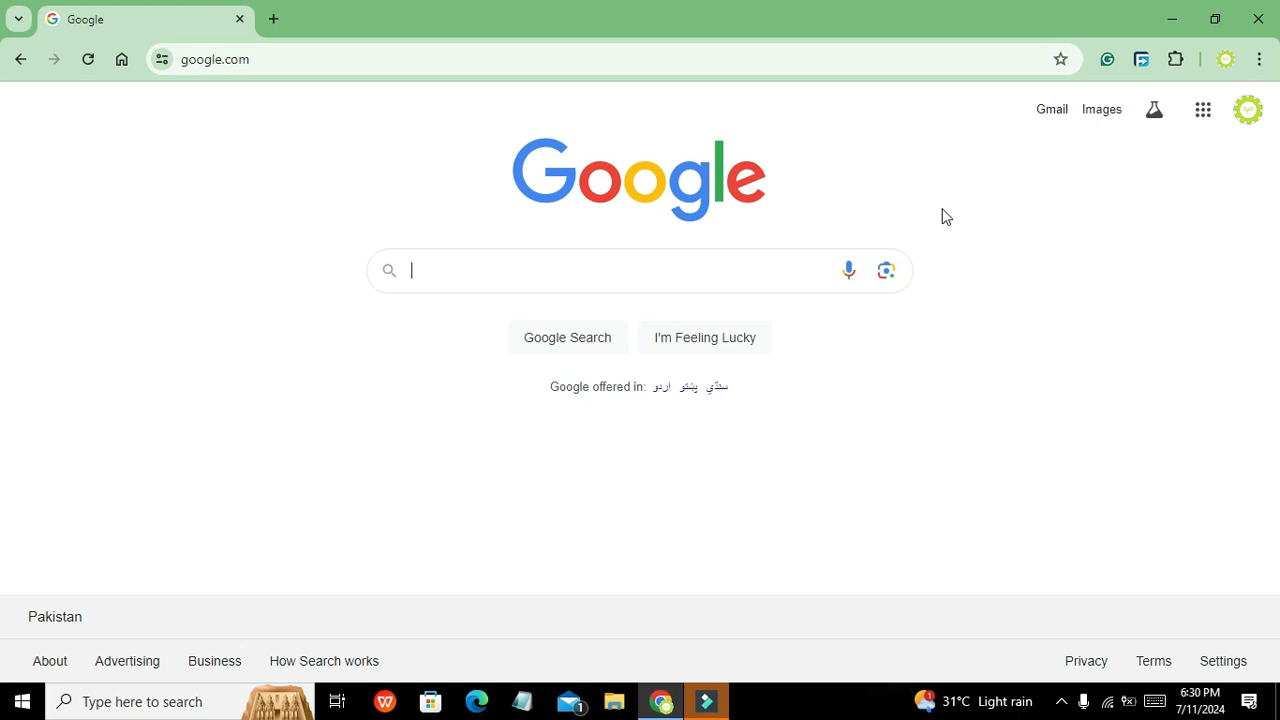 Google
google.com
Gmail Images
Google
Google Search I'm Feeling Lucky
Google offered in: اردو پښتو سنڌي
Pakistan
About Advertising Business How Search works
Privacy Terms Settings
Type here to search
1
1
31°C Light rain
6:30 PM
7/11/2024